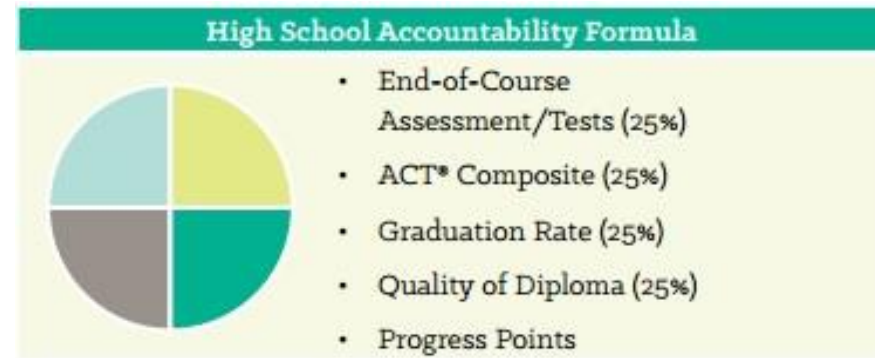 High School Accountability Formula
• End-of-Course
Assessment/Tests (25%)
• ACT® Composite (25%)
• Graduation Rate (25%)
• Quality of Diploma (25%)
• Progress Points